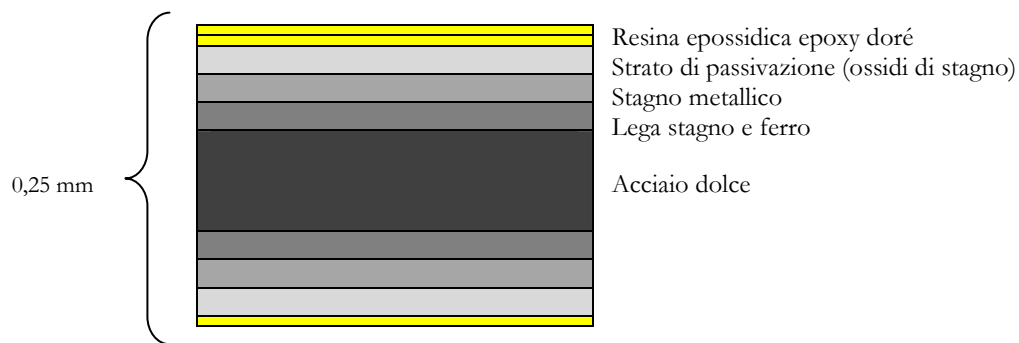 Resina epossidica epoxy doré
Strato di passivazione (ossidi di stagno)
Stagno metallico
Lega stagno e ferro
0,25 mm
Acciaio dolce